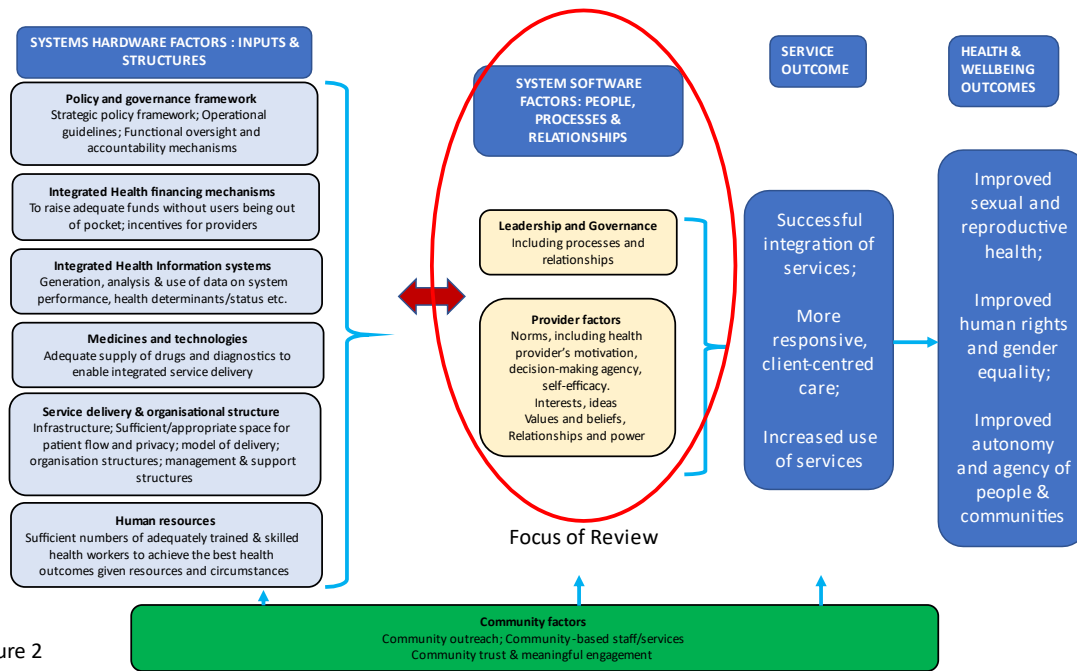 SYSTEMS HARDWARE FACTORS : INPUTS &
STRUCTURES
Policy and governance framework
Strategic policy framework; Operational
guidelines; Functional oversight and
accountability mechanisms
Integrated Health financing mechanisms
To raise adequate funds without users being out
of pocket; incentives for providers
Integrated Health Information systems
Generation, analysis & use of data on system
performance, health determinants/status etc.
Medicines and technologies
Adequate supply of drugs and diagnostics to
enable integrated service delivery
Service delivery & organisational structure
Infrastructure; Sufficient/appropriate space for
patient flow and privacy; model of delivery;
organisation structures; management & support
structures
Human resources
Sufficient numbers of adequately trained & skilled
health workers to achieve the best health
outcomes given resources and circumstances
SYSTEM SOFTWARE
FACTORS: PEOPLE,
PROCESSES &
RELATIONSHIPS
Leadership and Governance
Including processes and
relationships
Provider factors
Norms, including health
provider's motivation,
decision-making agency,
self-efficacy.
Interests, ideas
Values and beliefs,
Relationships and power
Focus of Review
SERVICE
OUTCOME
Successful
integration of
services;
More
responsive,
client-centred
care;
Increased use
of services
HEALTH &
WELLBEING
OUTCOMES
Improved
sexual and
reproductive
health;
Improved
human rights
and gender
equality;
Improved
autonomy
and agency of
people &
communities
Community factors
Community outreach; Community-based staff/services
Community trust & meaningful engagement
ure 2